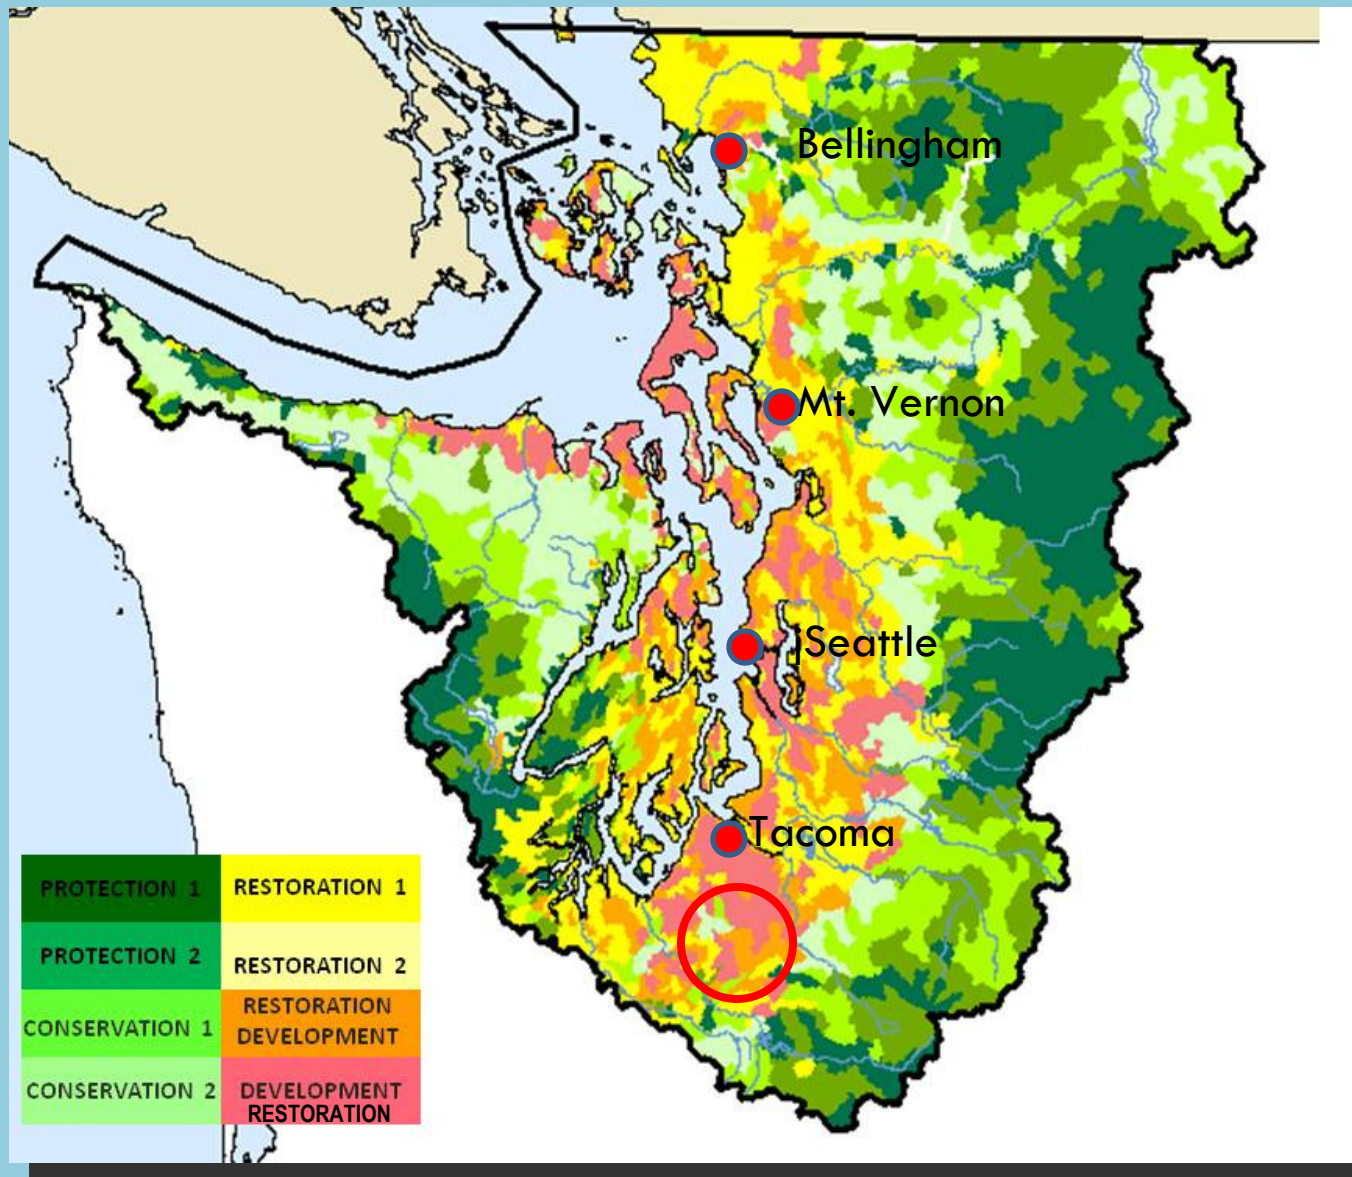 Bellingham
Mt. Vernon
jSeattle
Tacoma
PROTECTION 1
RESTORATION 1
PROTECTION 2
RESTORATION 2
CONSERVATION 1
RESTORATION
DEVELOPMENT
CONSERVATION 2
DEVELOPMENT
RESTORATION